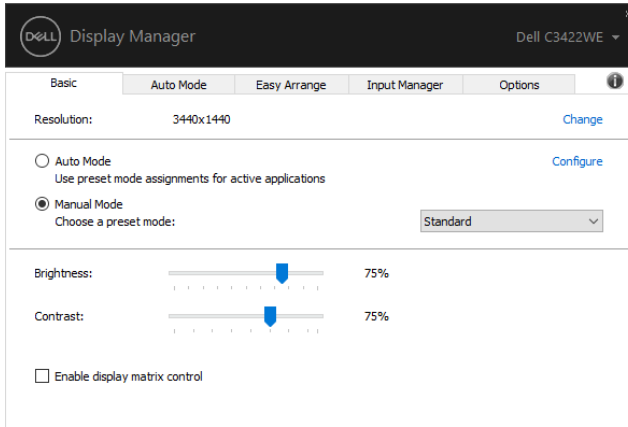 DELL Display Manager Dell C3422WE
Basic Auto Mode Easy Arrange Input Manager Options i
Resolution: 3440x1440 Change
Auto Mode Configure
Use preset mode assignments for active applications
Manual Mode
Choose a preset mode: Standard
Brightness: 75%
Contrast: 75%
Enable display matrix control